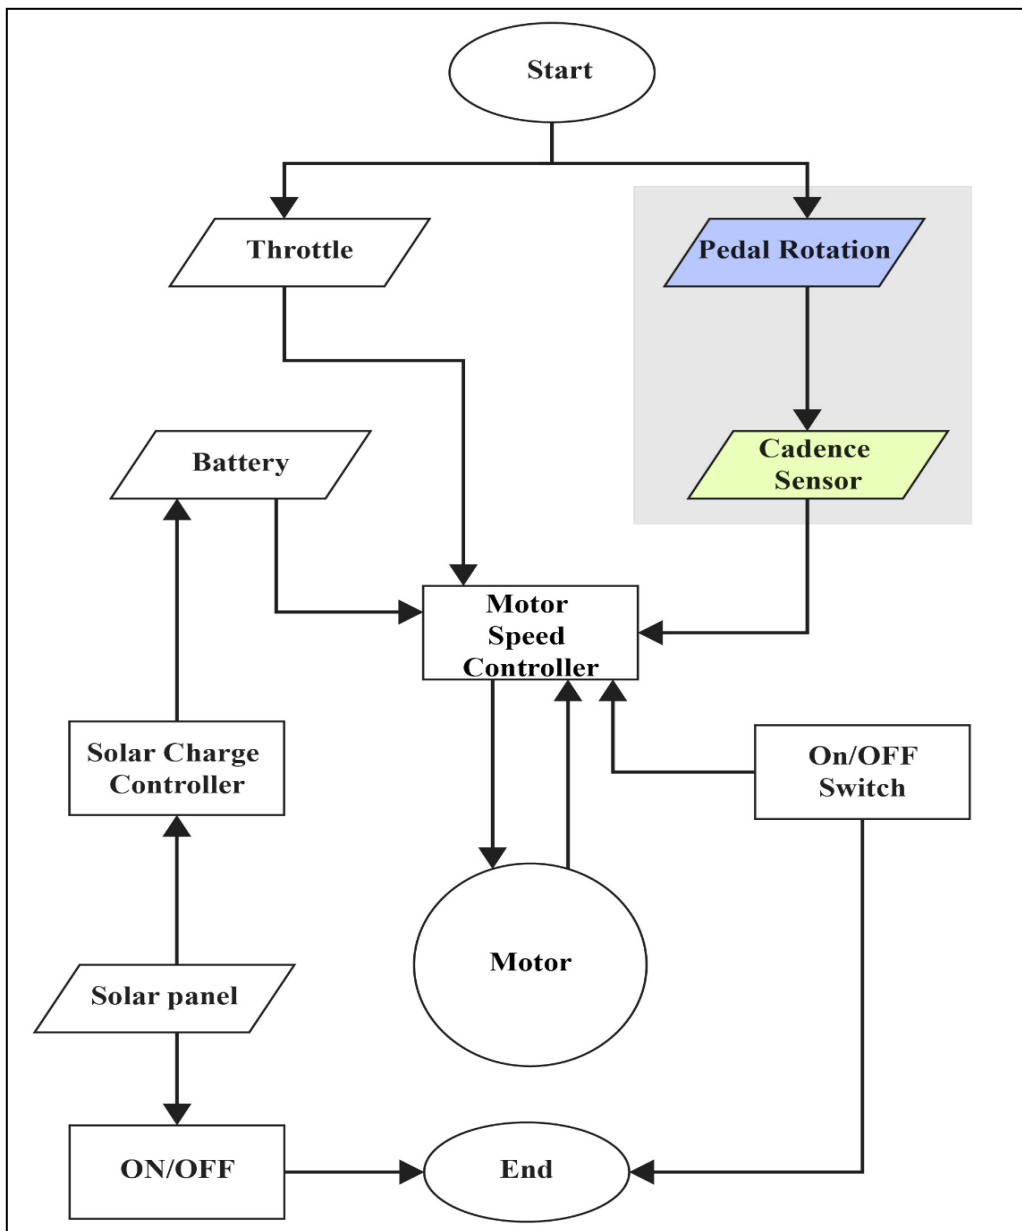 Start
Throttle
Pedal Rotation
Battery
Cadence
Sensor
Motor
Speed
Controller
Solar Charge
Controller
On/OFF
Switch
Motor
Solar panel
ON/OFF
End